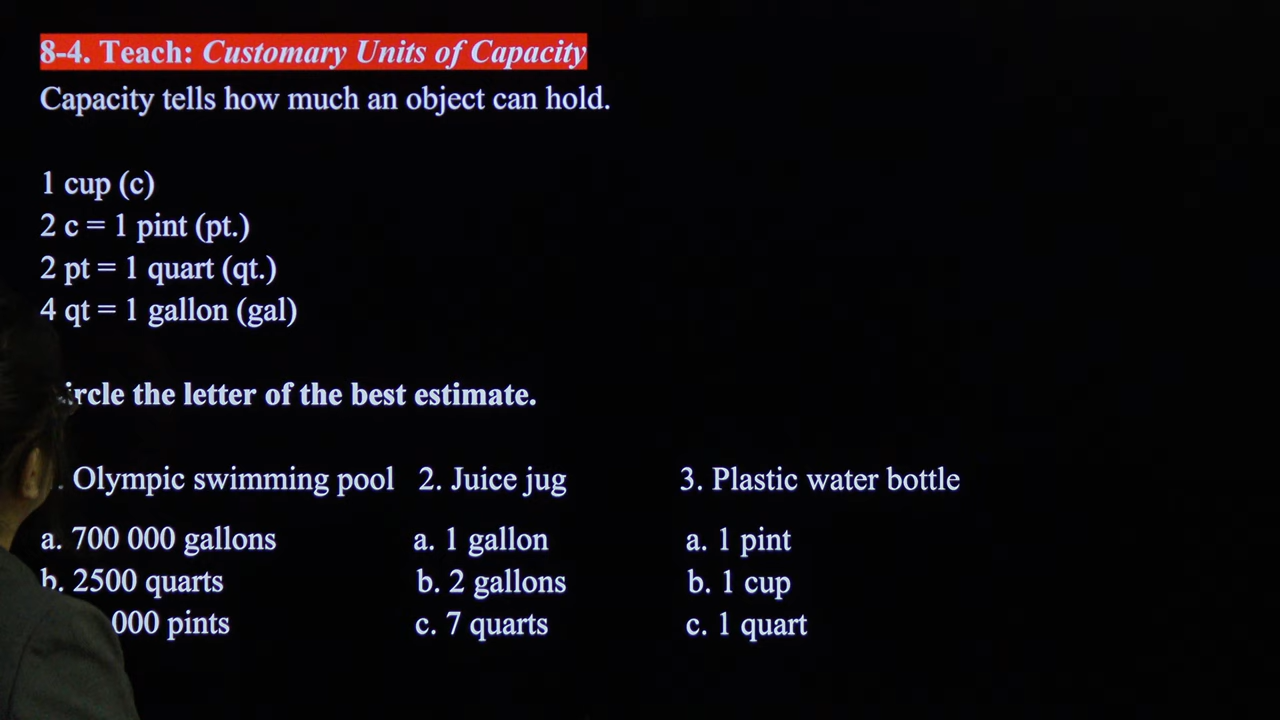 8-4. Teach: Customary Units of Capacity
Capacity tells how much an object can hold.
1 cup (c)
2 c = 1 pint (pt.)
2 pt = 1 quart (qt.)
4 qt = 1 gallon (gal)
ircle the letter of the best estimate.
. Olympic swimming pool 2. Juice jug 3. Plastic water bottle
a. 700 000 gallons a. 1 gallon a. 1 pint
b. 2500 quarts b. 2 gallons b. 1 cup
000 pints c. 7 quarts c. 1 quart